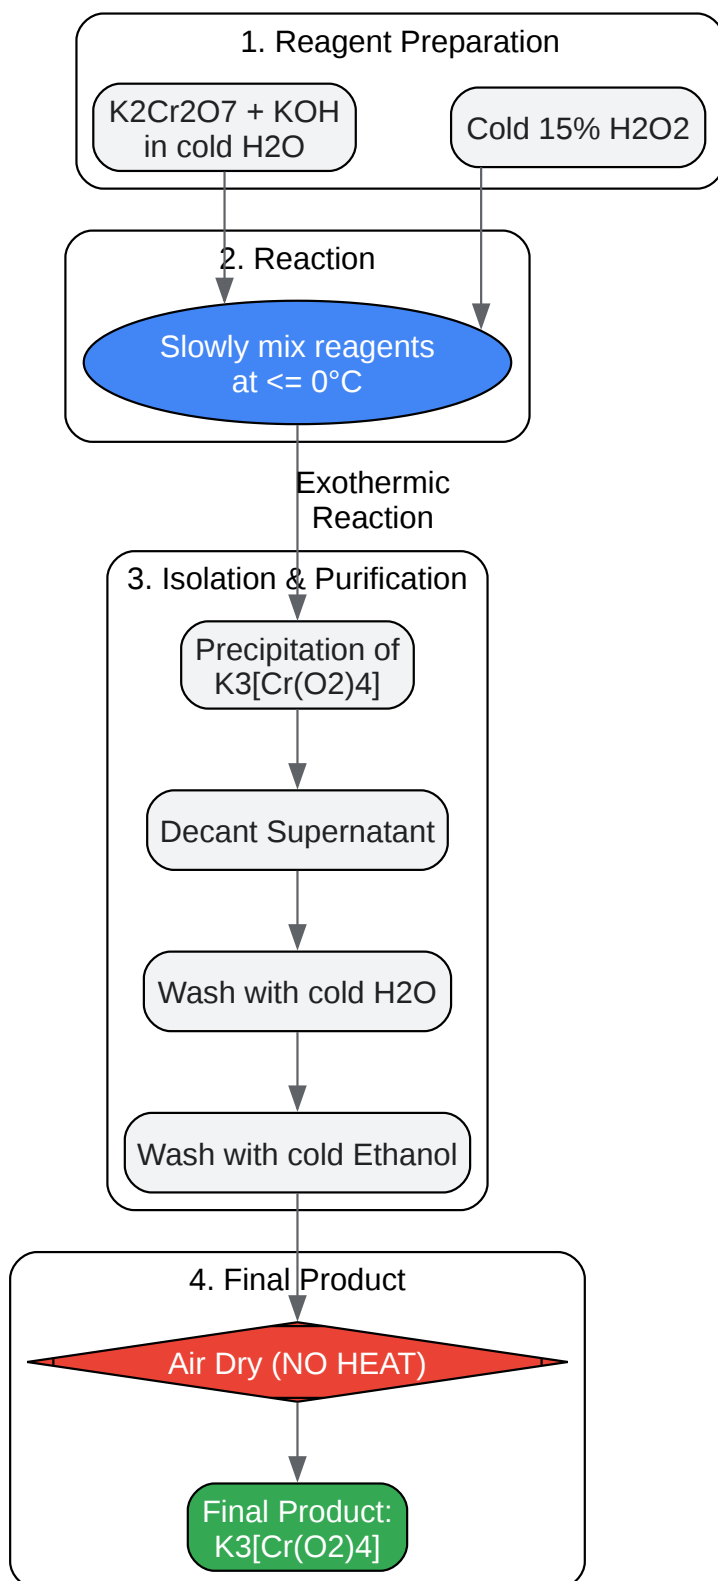 1. Reagent Preparation
K2Cr2O7 + KOH
in cold H2O
Cold 15% H2O2
2. Reaction
Slowly mix reagents
at <= 0°C
Exothermic
Reaction
3. Isolation & Purification
Precipitation of
K3[Cr(O2)4]
Decant Supernatant
Wash with cold H2O
Wash with cold Ethanol
4. Final Product
Air Dry (NO HEAT)
Final Product:
K3[Cr(O2)4]